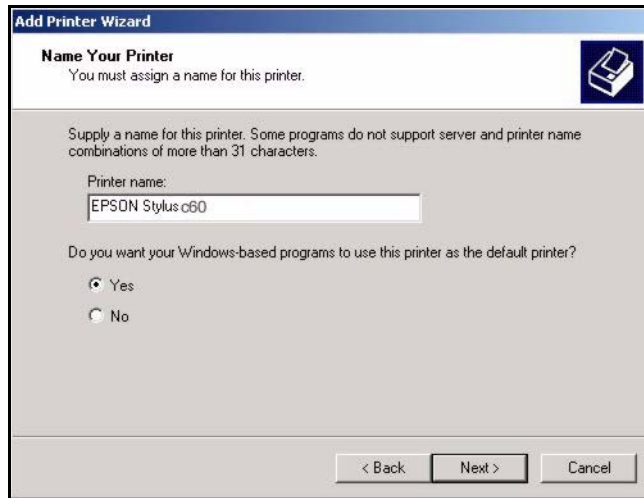 Add Printer Wizard
Name Your Printer
You must assign a name for this printer.
Supply a name for this printer. Some programs do not support server and printer name
combinations of more than 31 characters.
Printer name:
EPSON Stylus c60
Do you want your Windows-based programs to use this printer as the default printer?
Yes
No
< Back
Next >
Cancel